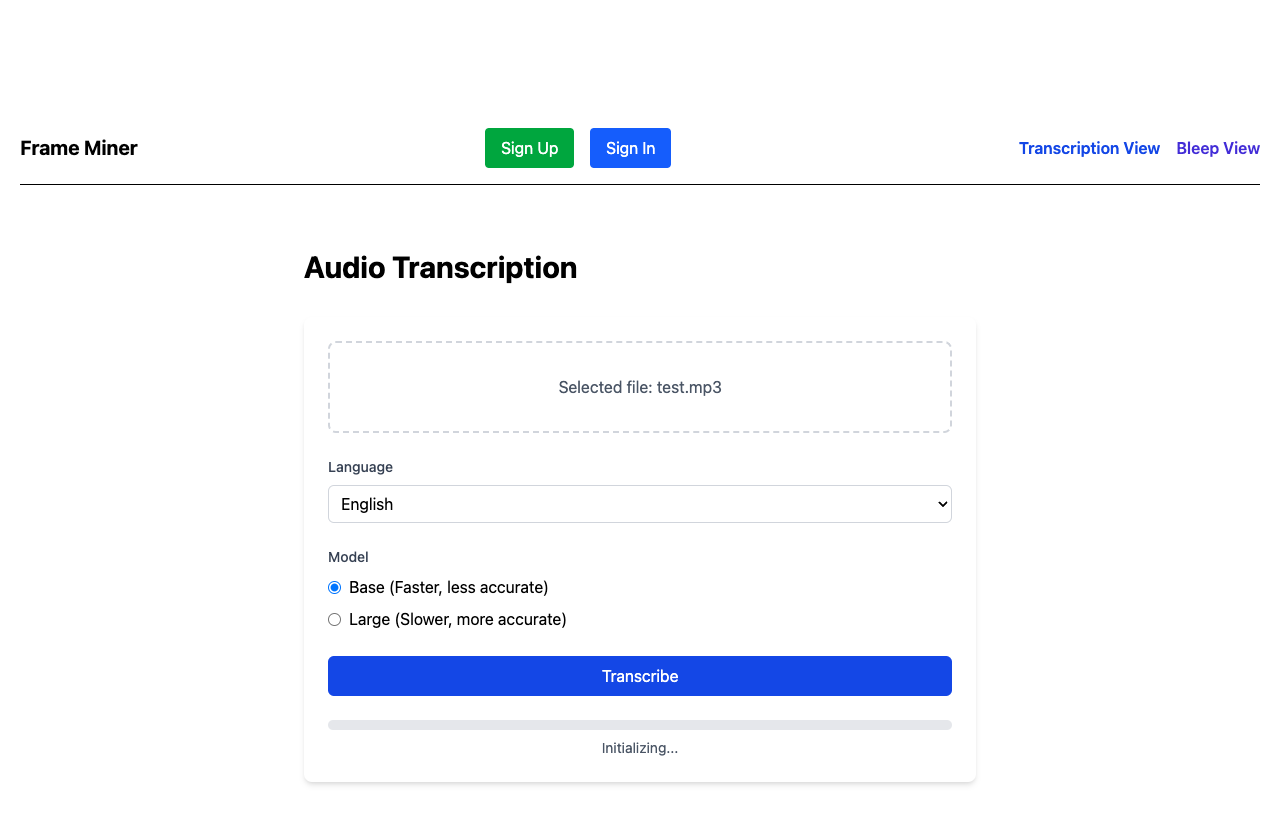 Frame Miner
Sign Up
Sign In
Transcription View
Bleep View
Audio Transcription
Selected file: test.mp3
Language
English
Model
Base (Faster, less accurate)
Large (Slower, more accurate)
Transcribe
Initializing...